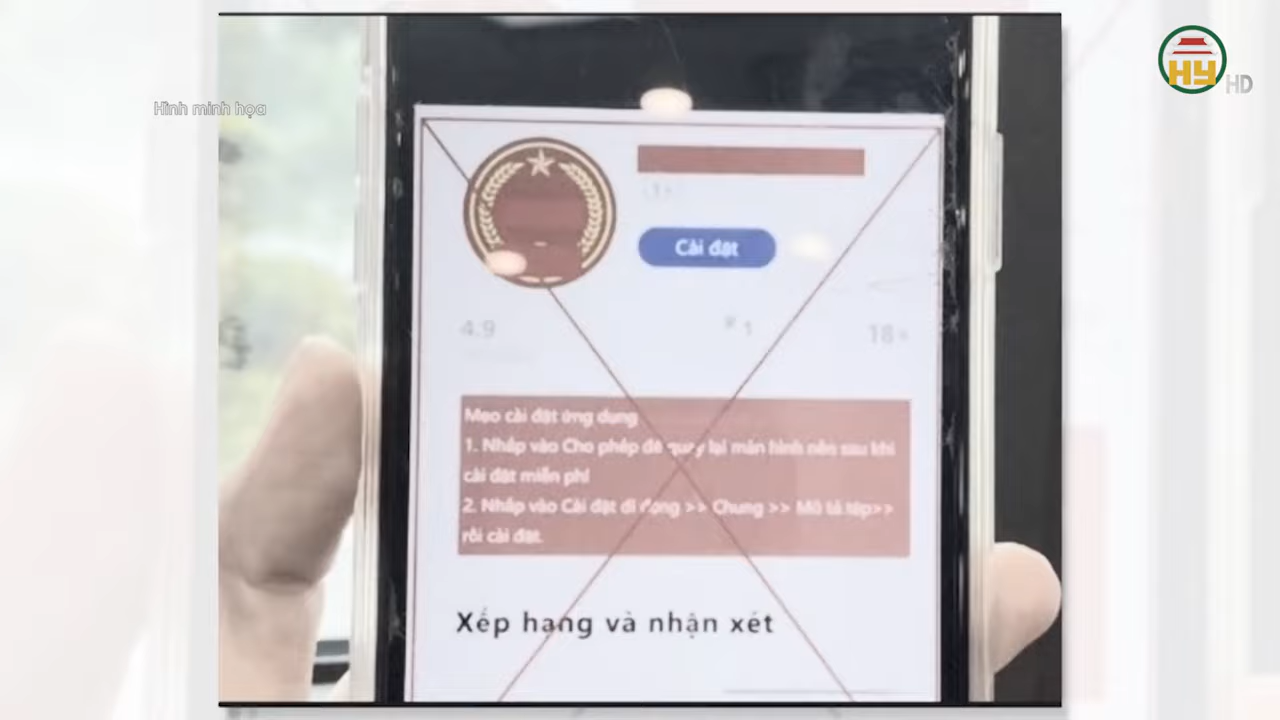 Hình minh họa
HY
HD
Cài đặt
4.9
# 1
18+
Mẹo cài đặt ứng dụng
1. Nhấp vào Cho phép để quay lại màn hình nền sau khi
cài đặt miễn phí
2. Nhấp vào Cài đặt di động >> Chung >> Mô tả tệp>>
rồi cài đặt.
Xếp hạng và nhận xét